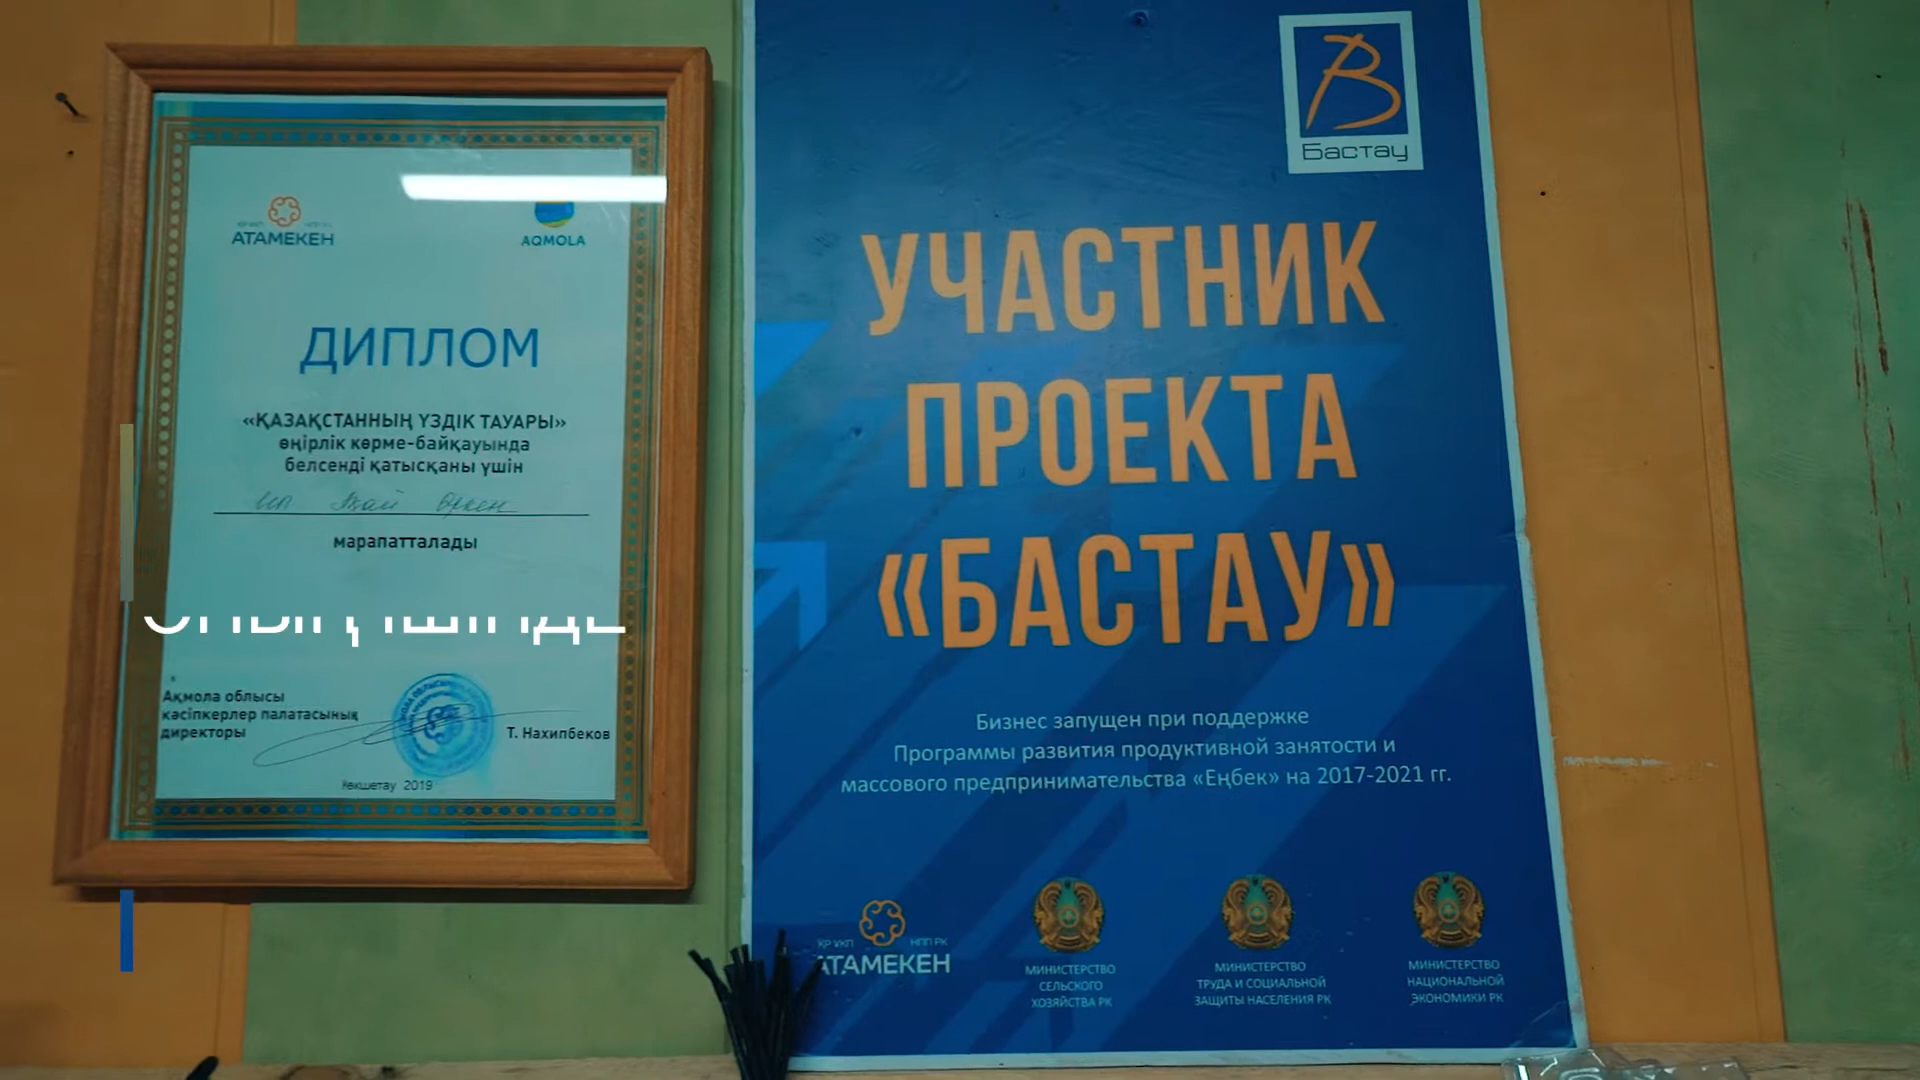 ҚР ҰКП НПП РК
АТАМЕКЕН
AQMOLA
ДИПЛОМ
«ҚАЗАҚСТАННЫҢ ҮЗДІК ТАУАРЫ»
өңірлік көрме-байқауында
белсенді қатысқаны үшін
марапатталады
Ақмола облысы
кәсіпкерлер палатасының
директоры
Т. Нахипбеков
Көкшетау 2019
Бастау
УЧАСТНИК
ПРОЕКТА
«БАСТАУ»
Бизнес запущен при поддержке
Программы развития продуктивной занятости и
массового предпринимательства «Еңбек» на 2017-2021 гг.
ҚР ҰКП НПП РК
АТАМЕКЕН
МИНИСТЕРСТВО
СЕЛЬСКОГО
ХОЗЯЙСТВА РК
МИНИСТЕРСТВО
ТРУДА И СОЦИАЛЬНОЙ
ЗАЩИТЫ НАСЕЛЕНИЯ РК
МИНИСТЕРСТВО
НАЦИОНАЛЬНОЙ
ЭКОНОМИКИ РК